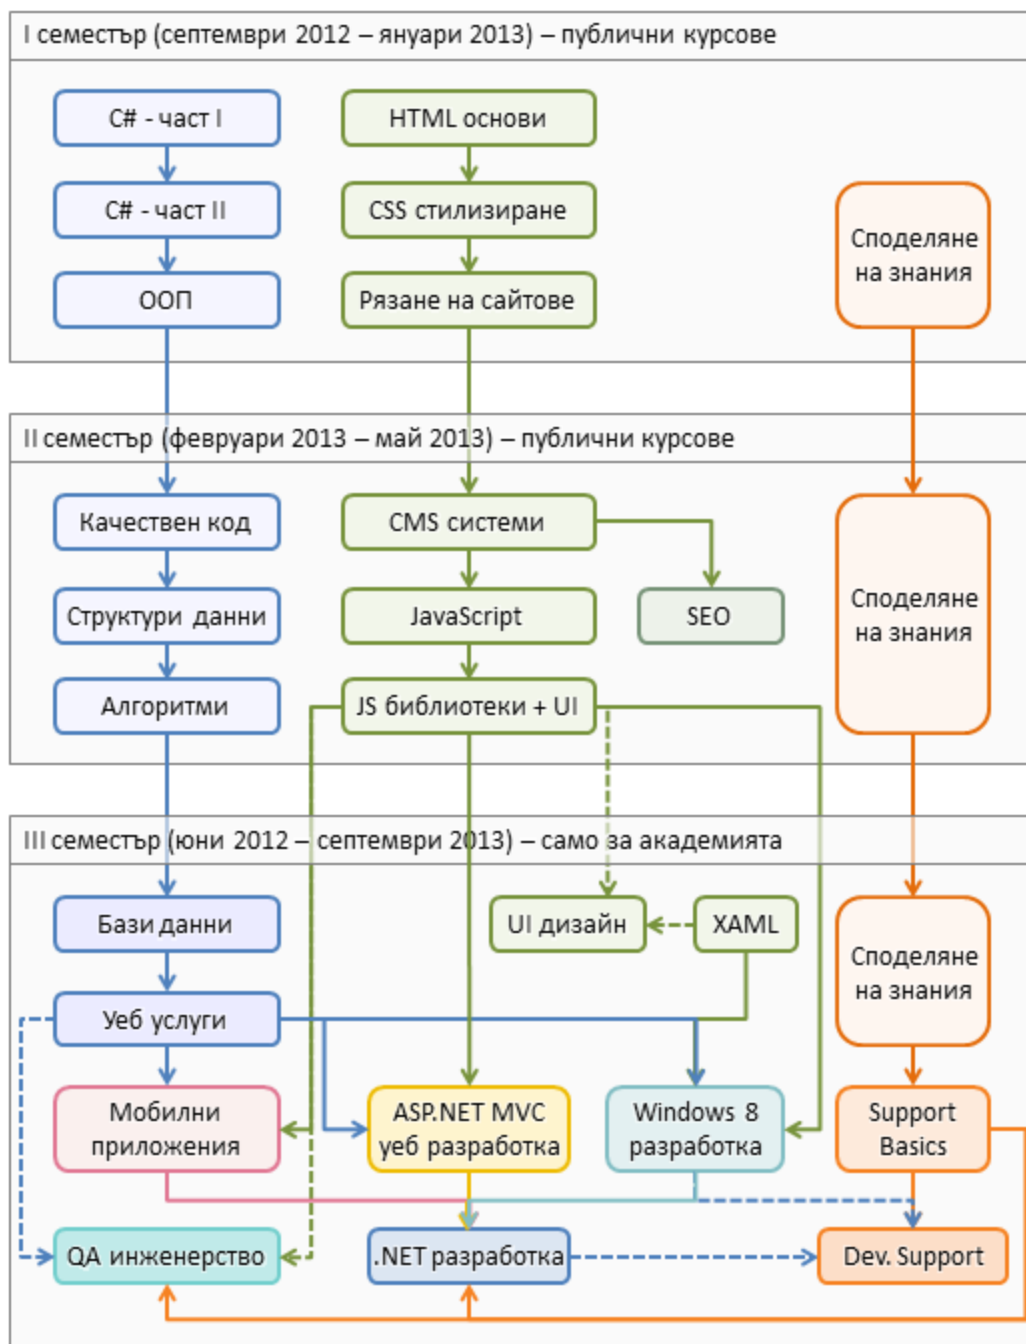 I семестър (септември 2012 – януари 2013) – публични курсове
C# - част I
HTML основи
C# - част II
CSS стилизиране
Споделяне
на знания
ООП
Рязане на сайтове
II семестър (февруари 2013 – май 2013) – публични курсове
Качествен код
CMS системи
Структури данни
JavaScript
SEO
Споделяне
на знания
Алгоритми
JS библиотеки + UI
III семестър (юни 2012 – септември 2013) – само за академията
Бази данни
UI дизайн
XAML
Споделяне
на знания
Уеб услуги
Мобилни
приложения
ASP.NET MVC
уеб разработка
Windows 8
разработка
Support
Basics
QA инженерство
.NET разработка
Dev. Support